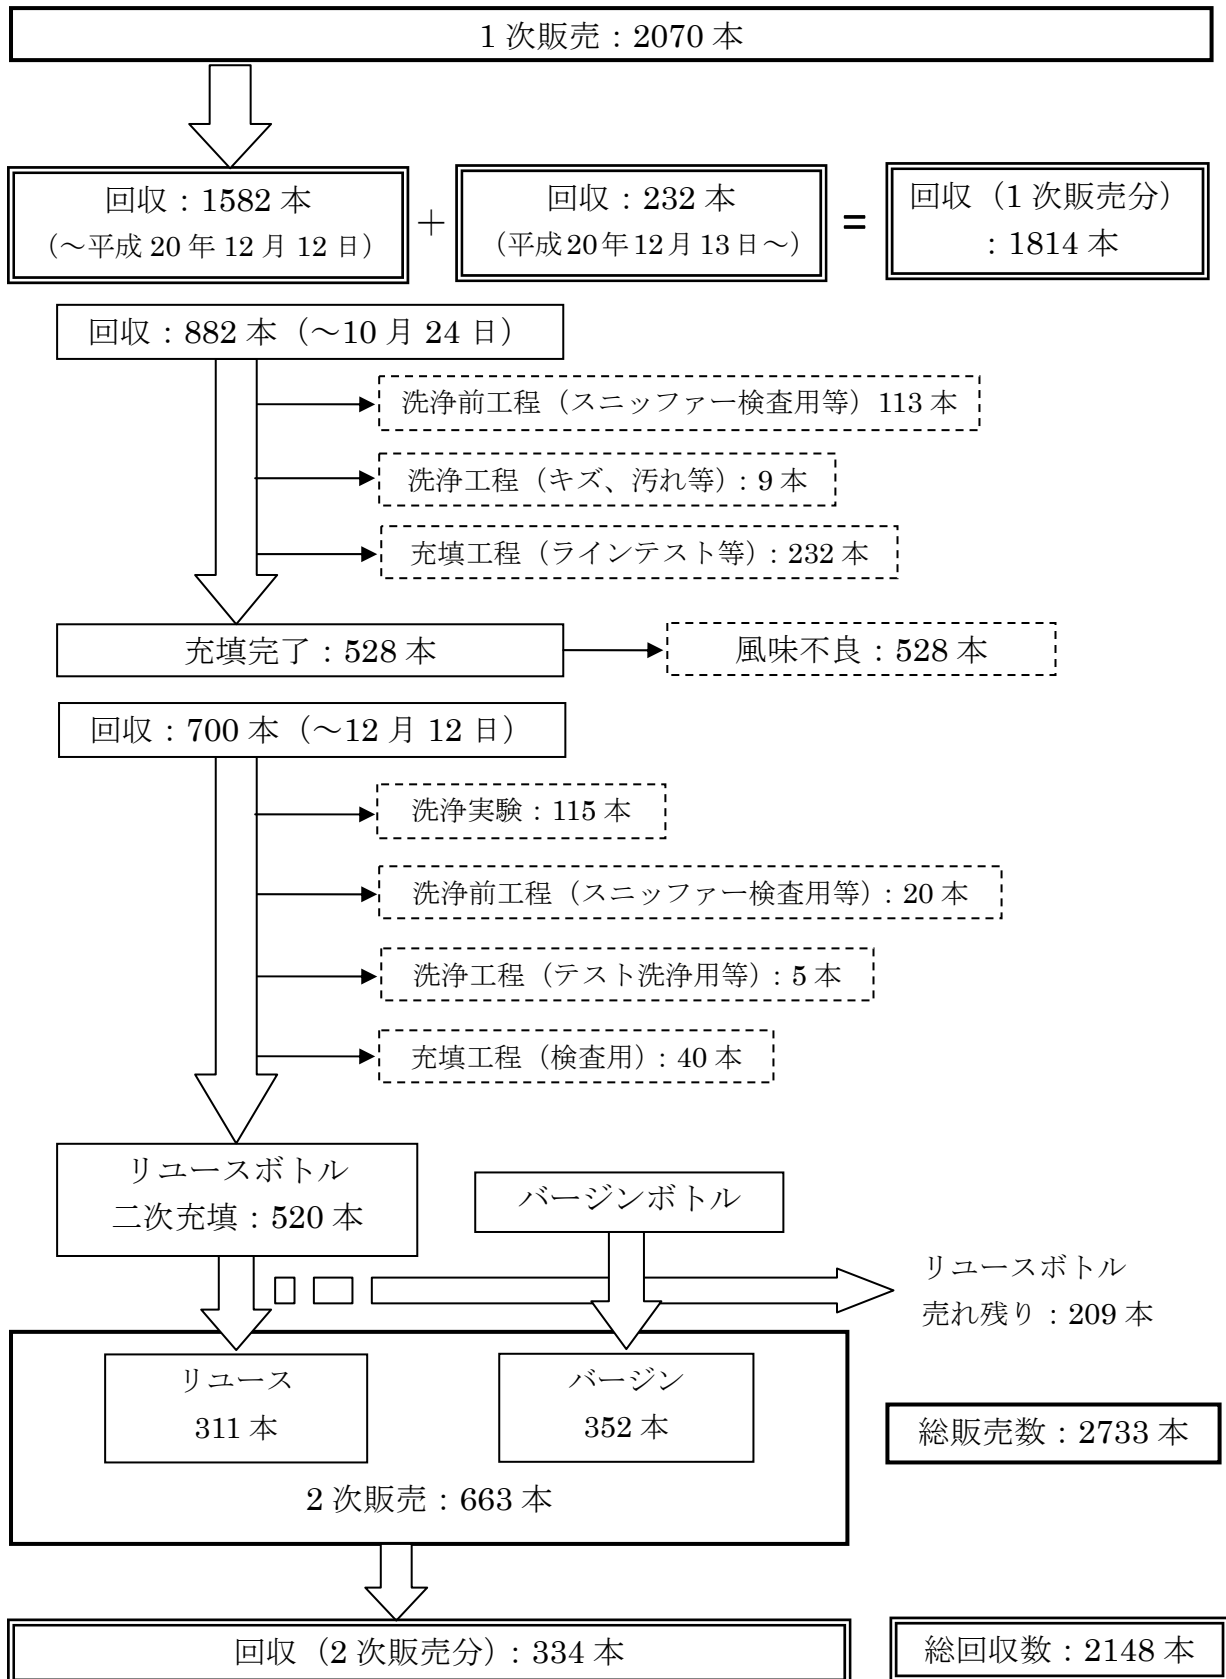 1 次販売：2070 本
回収：1582 本
（～平成 20 年 12 月 12 日）
＋
回収：232 本
（平成20年12月13日～）
＝
回収（1 次販売分）
：1814 本
回収：882 本（～10 月 24 日）
洗浄前工程（スニッファー検査用等）113 本
洗浄工程（キズ、汚れ等）：9 本
充填工程（ラインテスト等）：232 本
充填完了：528 本
風味不良：528 本
回収：700 本（～12 月 12 日）
洗浄実験：115 本
洗浄前工程（スニッファー検査用等）：20 本
洗浄工程（テスト洗浄用等）：5 本
充填工程（検査用）：40 本
リユースボトル
二次充填：520 本
バージンボトル
リユースボトル
売れ残り：209 本
リユース
311 本
バージン
352 本
2 次販売：663 本
総販売数：2733 本
回収（2 次販売分）：334 本
総回収数：2148 本